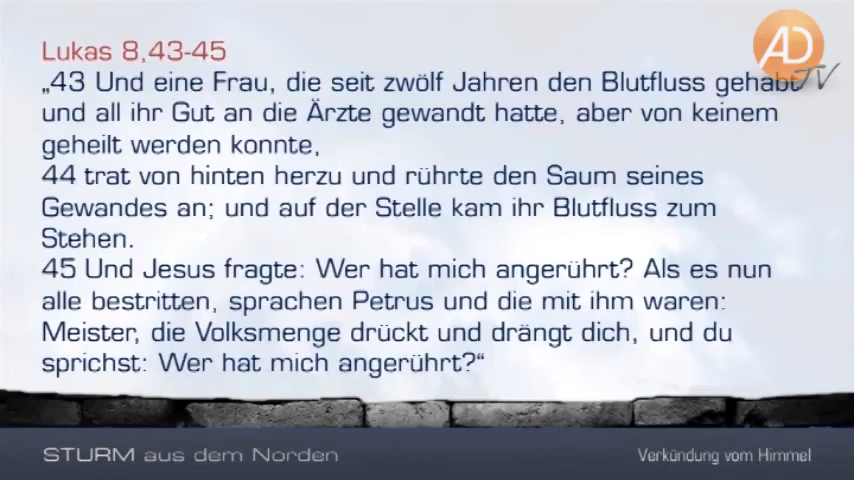 Lukas 8,43-45
„43 Und eine Frau, die seit zwölf Jahren den Blutfluss gehabt
und all ihr Gut an die Ärzte gewandt hatte, aber von keinem
geheilt werden konnte,
44 trat von hinten herzu und rührte den Saum seines
Gewandes an; und auf der Stelle kam ihr Blutfluss zum
Stehen.
45 Und Jesus fragte: Wer hat mich angerührt? Als es nun
alle bestritten, sprachen Petrus und die mit ihm waren:
Meister, die Volksmenge drückt und drängt dich, und du
sprichst: Wer hat mich angerührt?“
AD
TV
STURM aus dem Norden
Verkündung vom Himmel